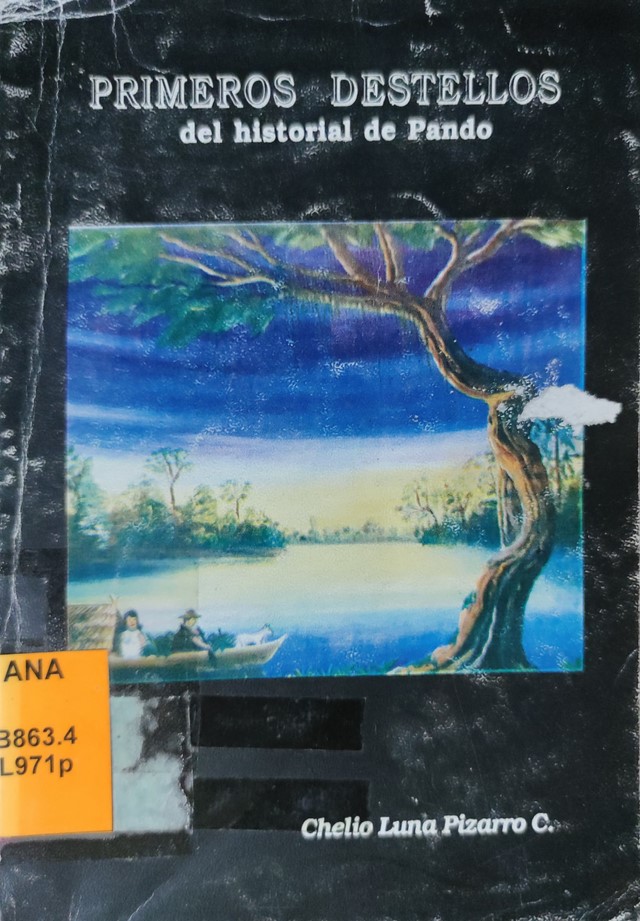 PRIMEROS DESTELLOS
del historial de Pando
ANA
B863.4
L971p
Chelio Luna Pizarro C.